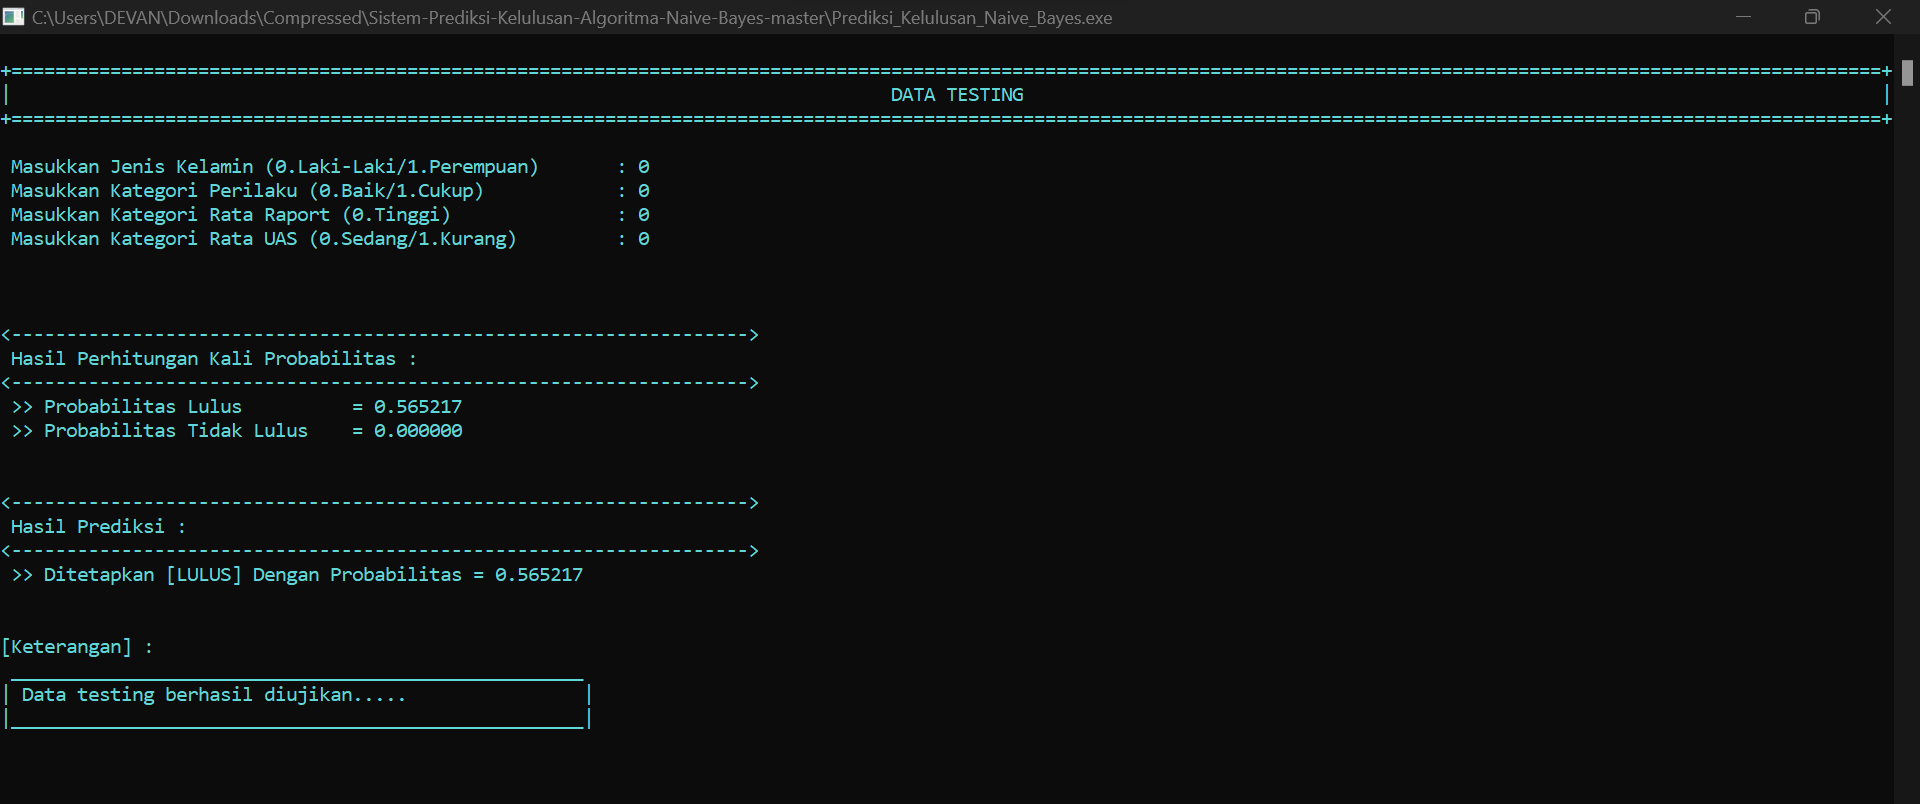 C:\Users\DEVAN\Downloads\Compressed\Sistem-Prediksi-Kelulusan-Algoritma-Naive-Bayes-master\Prediksi_Kelulusan_Naive_Bayes.exe
DATA TESTING
Masukkan Jenis Kelamin (0.Laki-Laki/1.Perempuan) : 0
Masukkan Kategori Perilaku (0.Baik/1.Cukup) : 0
Masukkan Kategori Rata Raport (0.Tinggi) : 0
Masukkan Kategori Rata UAS (0.Sedang/1.Kurang) : 0
Hasil Perhitungan Kali Probabilitas :
>> Probabilitas Lulus = 0.565217
>> Probabilitas Tidak Lulus = 0.000000
Hasil Prediksi :
>> Ditetapkan [LULUS] Dengan Probabilitas = 0.565217
[Keterangan] :
Data testing berhasil diujikan.....